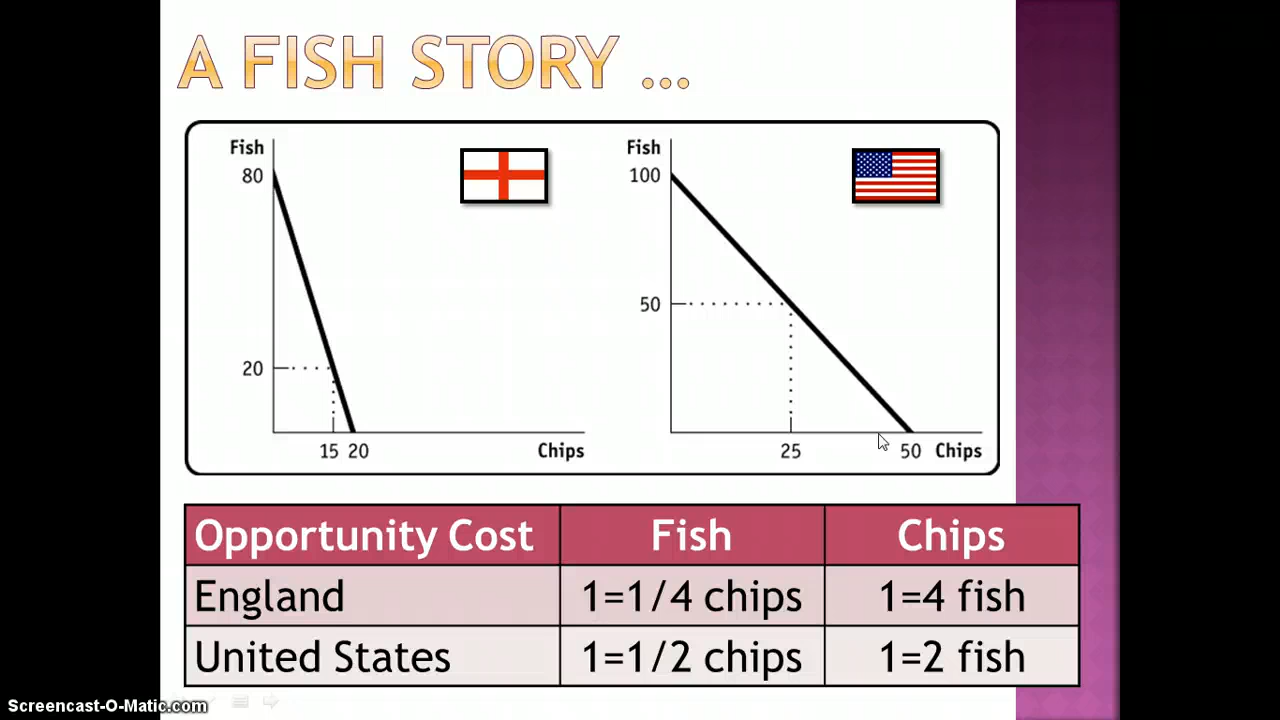 A FISH STORY ...
Fish
80
20
15 20
Chips
Fish
100
50
25
50
Chips
Opportunity Cost Fish Chips
England 1=1/4 chips 1=4 fish
United States 1=1/2 chips 1=2 fish
Screencast-O-Matic.com